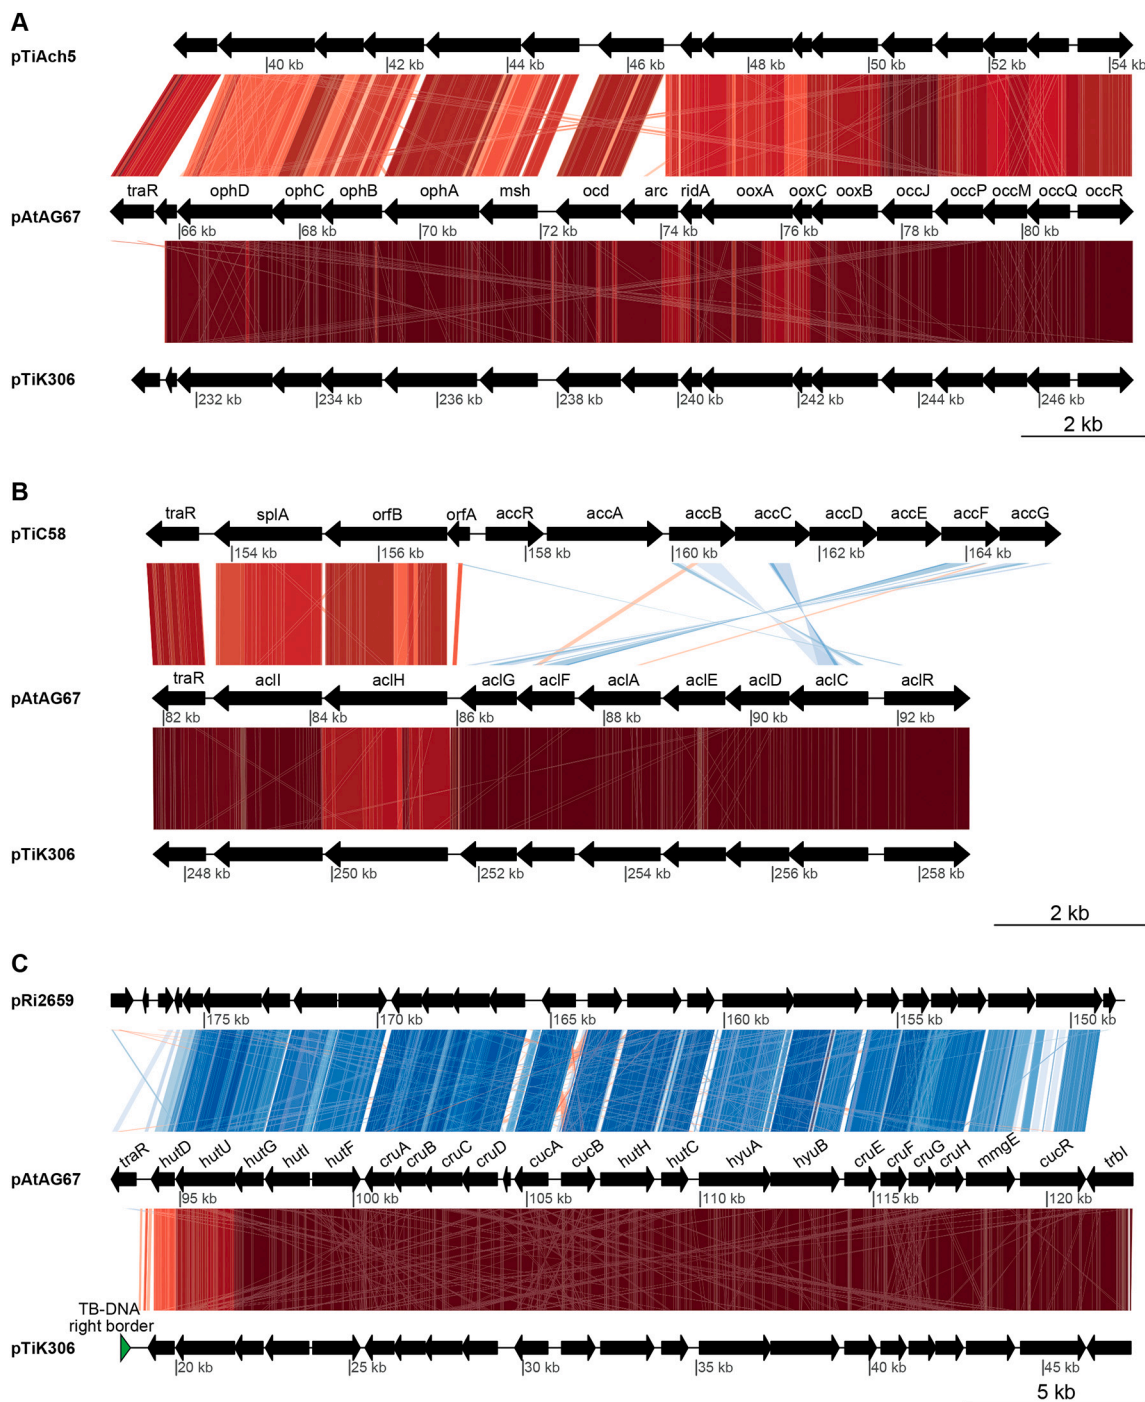 A
pTiAch5
40 kb 42 kb 44 kb 46 kb 48 kb 50 kb 52 kb 54 kb
traR ophD ophC ophB ophA msh ocd arc ridA ooxA ooxC ooxB occJ occP occM occQ occR
pAtAG67
66 kb 68 kb 70 kb 72 kb 74 kb 76 kb 78 kb 80 kb
pTiK306
232 kb 234 kb 236 kb 238 kb 240 kb 242 kb 244 kb 246 kb
2 kb
B
traR splA orfB orfA accR accA accB accC accD accE accF accG
pTiC58
154 kb 156 kb 158 kb 160 kb 162 kb 164 kb
traR aclI aclH aclG aclF aclA aclE aclD aclC aclR
pAtAG67
82 kb 84 kb 86 kb 88 kb 90 kb 92 kb
pTiK306
248 kb 250 kb 252 kb 254 kb 256 kb 258 kb
2 kb
C
pRi2659
175 kb 170 kb 165 kb 160 kb 155 kb 150 kb
traR hutD hutU hutG hutI hutF cruA cruB cruC cruD cucA cucB hutH hutC hyuA hyuB cruE cruF cruG cruH mmgE cucR trbI
pAtAG67
95 kb 100 kb 105 kb 110 kb 115 kb 120 kb
TB-DNA
right border
pTiK306
20 kb 25 kb 30 kb 35 kb 40 kb 45 kb
5 kb